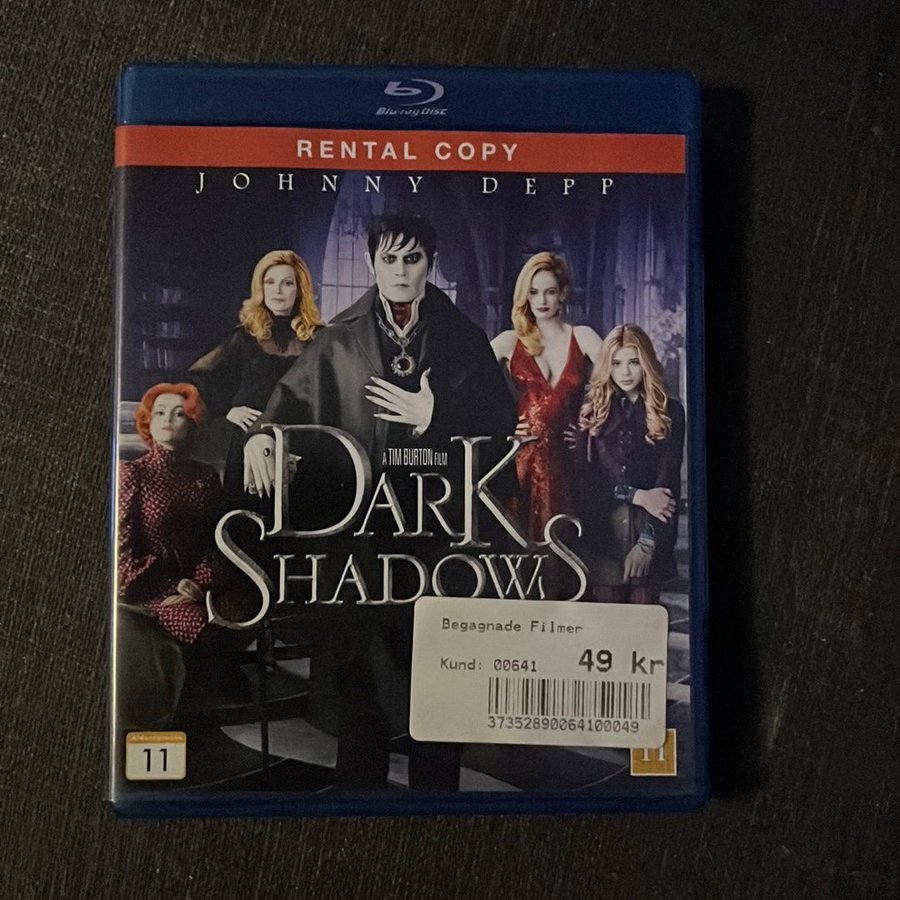 Blu-ray Disc
RENTAL COPY
JOHNNY DEPP
A TIM BURTON FILM
DARK
SHADOWS
Begagnade Filmer
Kund: 00641 49 kr
37352890064100049
11
11